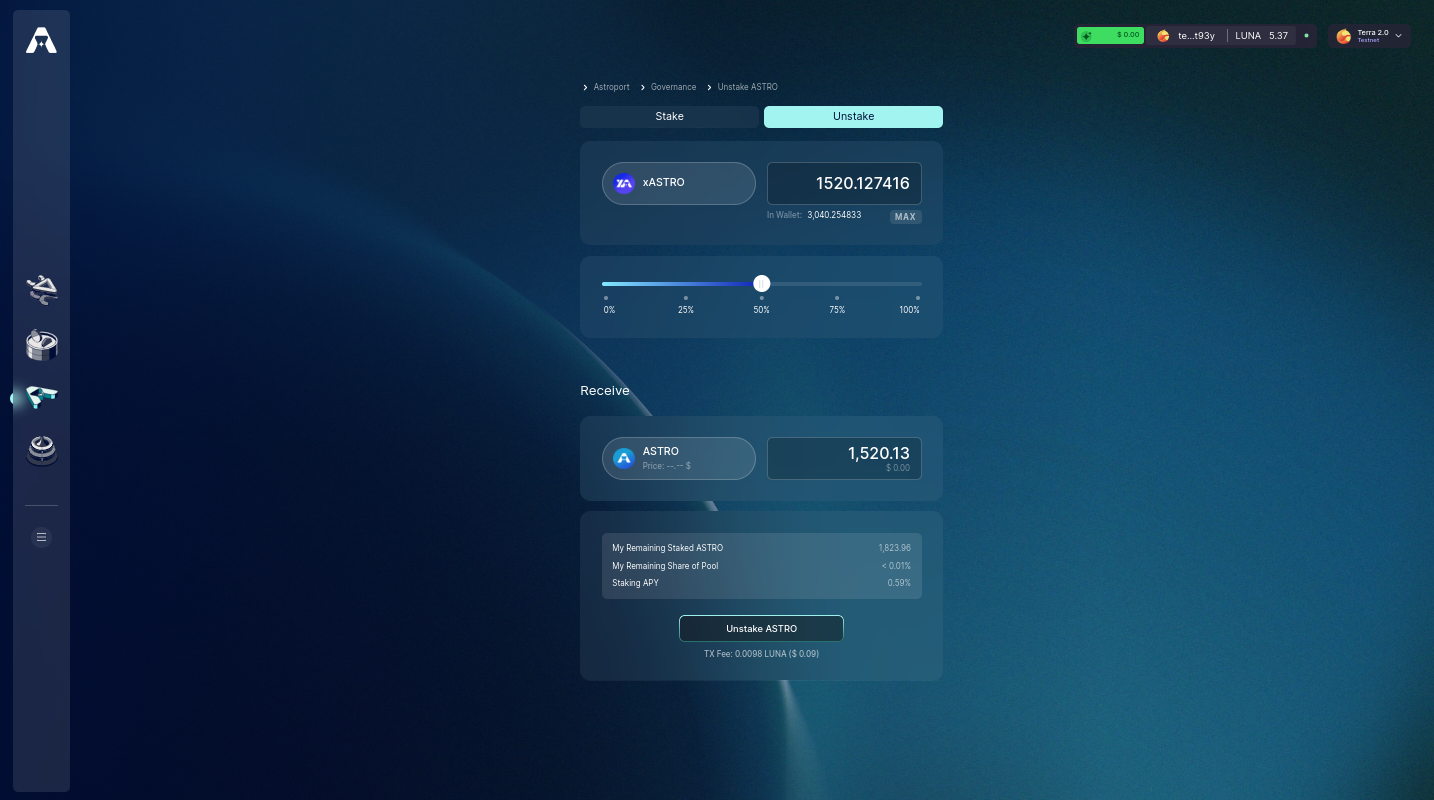 $ 0.00
te...t93y
LUNA 5.37
Terra 2.0
Testnet
Astroport
Governance
Unstake ASTRO
Stake
Unstake
xASTRO
1520.127416
In Wallet: 3,040.254833
MAX
0%
25%
50%
75%
100%
Receive
ASTRO
Price: --.-- $
1,520.13
$ 0.00
My Remaining Staked ASTRO 1,823.96
My Remaining Share of Pool < 0.01%
Staking APY 0.59%
Unstake ASTRO
TX Fee: 0.0098 LUNA ($ 0.09)